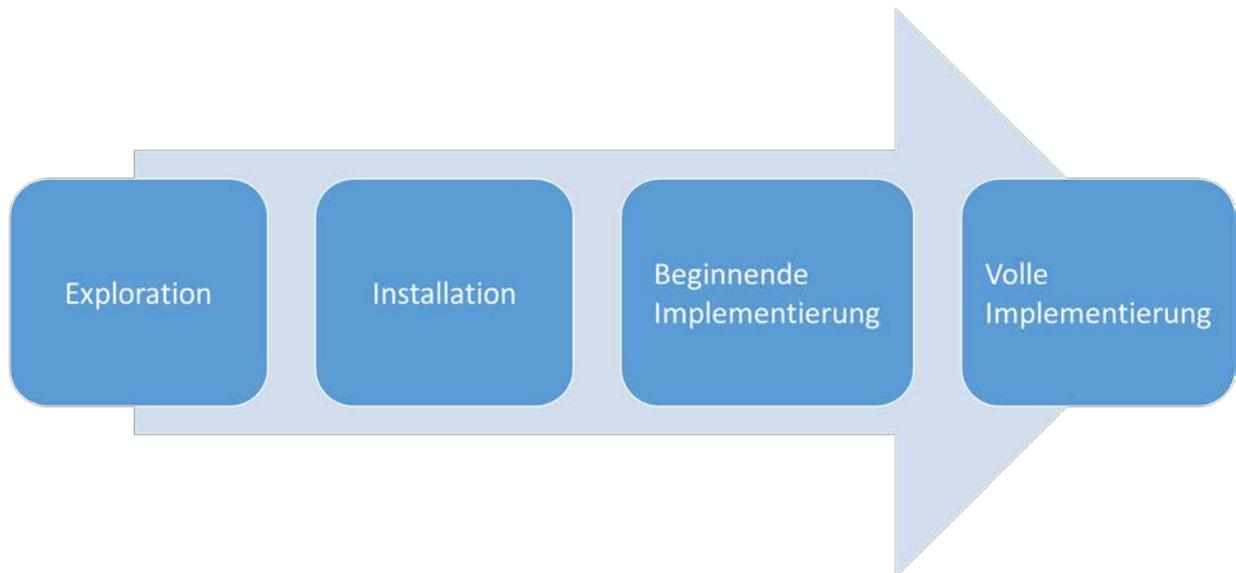 Exploration
Installation
Beginnende
Implementierung
Volle
Implementierung